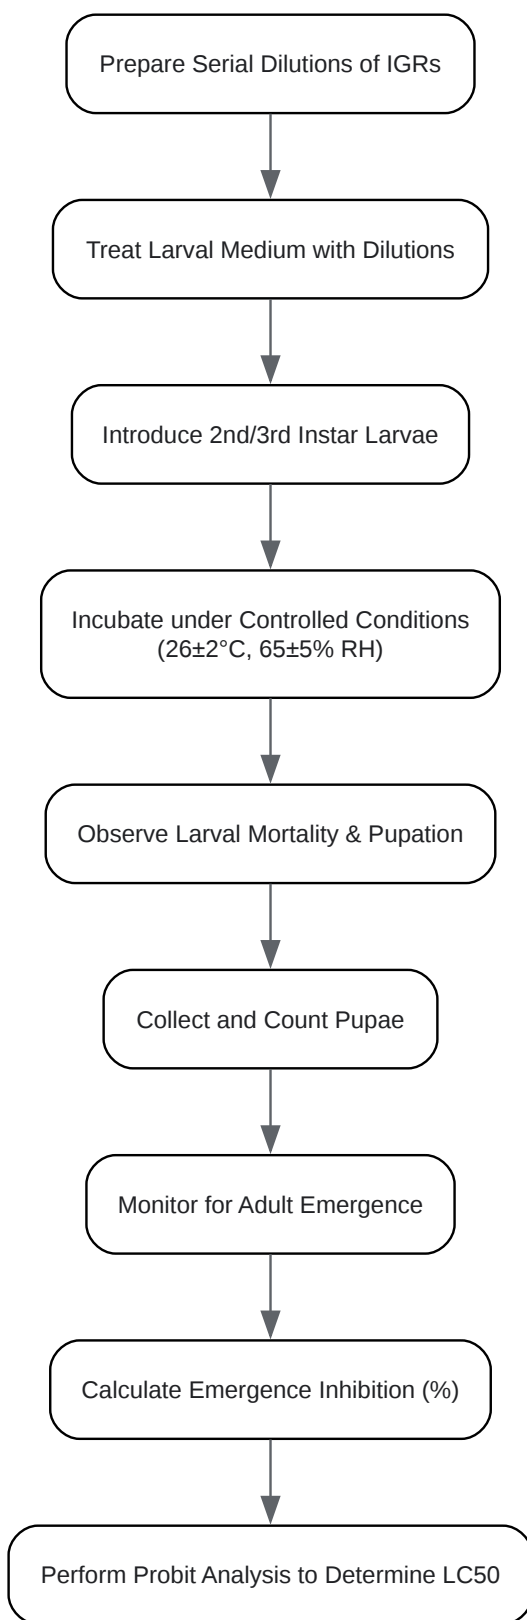 Prepare Serial Dilutions of IGRs
Treat Larval Medium with Dilutions
Introduce 2nd/3rd Instar Larvae
Incubate under Controlled Conditions
(26±2°C, 65±5% RH)
Observe Larval Mortality & Pupation
Collect and Count Pupae
Monitor for Adult Emergence
Calculate Emergence Inhibition (%)
Perform Probit Analysis to Determine LC50